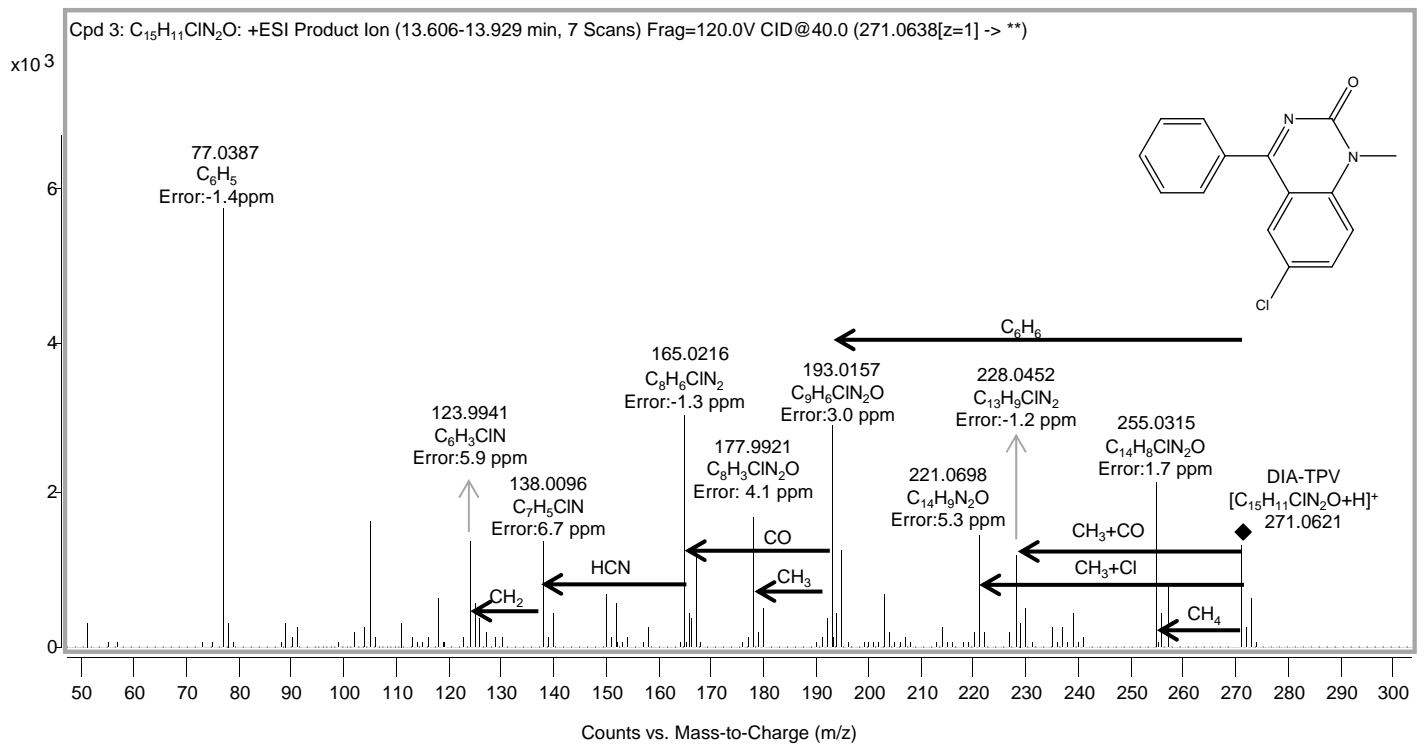 Cpd 3: C₁₅H₁₁ClN₂O: +ESI Product Ion (13.606-13.929 min, 7 Scans) Frag=120.0V CID@40.0 (271.0638[z=1] -> **)
x10 3
6
4
2
0
77.0387
C₆H₅
Error:-1.4ppm
123.9941
C₆H₃ClN
Error:5.9 ppm
138.0096
C₇H₅ClN
Error:6.7 ppm
165.0216
C₈H₆ClN₂
Error:-1.3 ppm
177.9921
C₈H₃ClN₂O
Error: 4.1 ppm
193.0157
C₉H₆ClN₂O
Error:3.0 ppm
221.0698
C₁₄H₉N₂O
Error:5.3 ppm
228.0452
C₁₃H₉ClN₂
Error:-1.2 ppm
255.0315
C₁₄H₈ClN₂O
Error:1.7 ppm
DIA-TPV
[C₁₅H₁₁ClN₂O+H]⁺
271.0621
O
N
N
Cl
C₆H₆
CO
CH₃+CO
HCN
CH₃
CH₃+Cl
CH₂
CH₄
50 60 70 80 90 100 110 120 130 140 150 160 170 180 190 200 210 220 230 240 250 260 270 280 290 300
Counts vs. Mass-to-Charge (m/z)